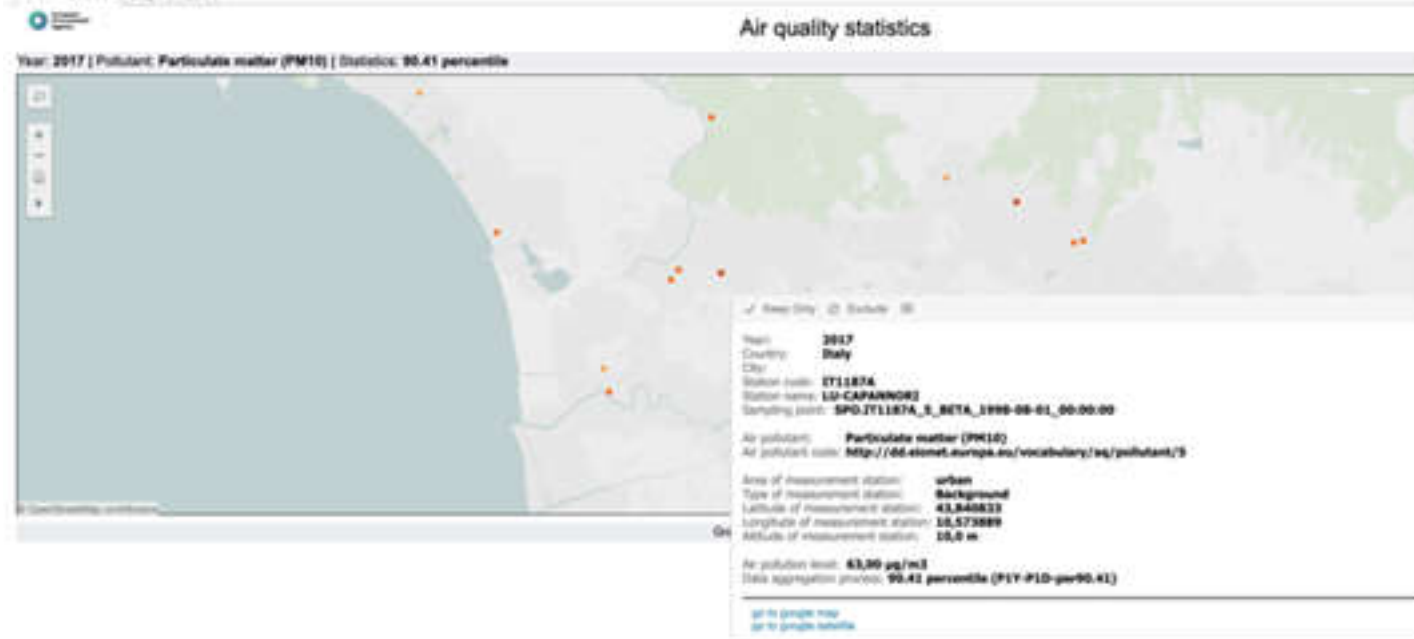 European
Environment
Agency
Air quality statistics
Year: 2017 | Pollutant: Particulate matter (PM10) | Statistics: 90.41 percentile
© OpenStreetMap contributors
✓ Keep Only Exclude
Year: 2017
Country: Italy
City:
Station code: IT1187A
Station name: LU-CAPANNORI
Sampling point: SPO.IT1187A_5_BETA_1998-08-01_00:00:00
Air pollutant: Particulate matter (PM10)
Air pollutant code: http://dd.eionet.europa.eu/vocabulary/aq/pollutant/5
Area of measurement station: urban
Type of measurement station: Background
Latitude of measurement station: 43,840833
Longitude of measurement station: 10,573889
Altitude of measurement station: 10,0 m
Air pollution level: 63,00 µg/m3
Data aggregation process: 90.41 percentile (P1Y-P1D-per90.41)
go to google map
go to google satellite